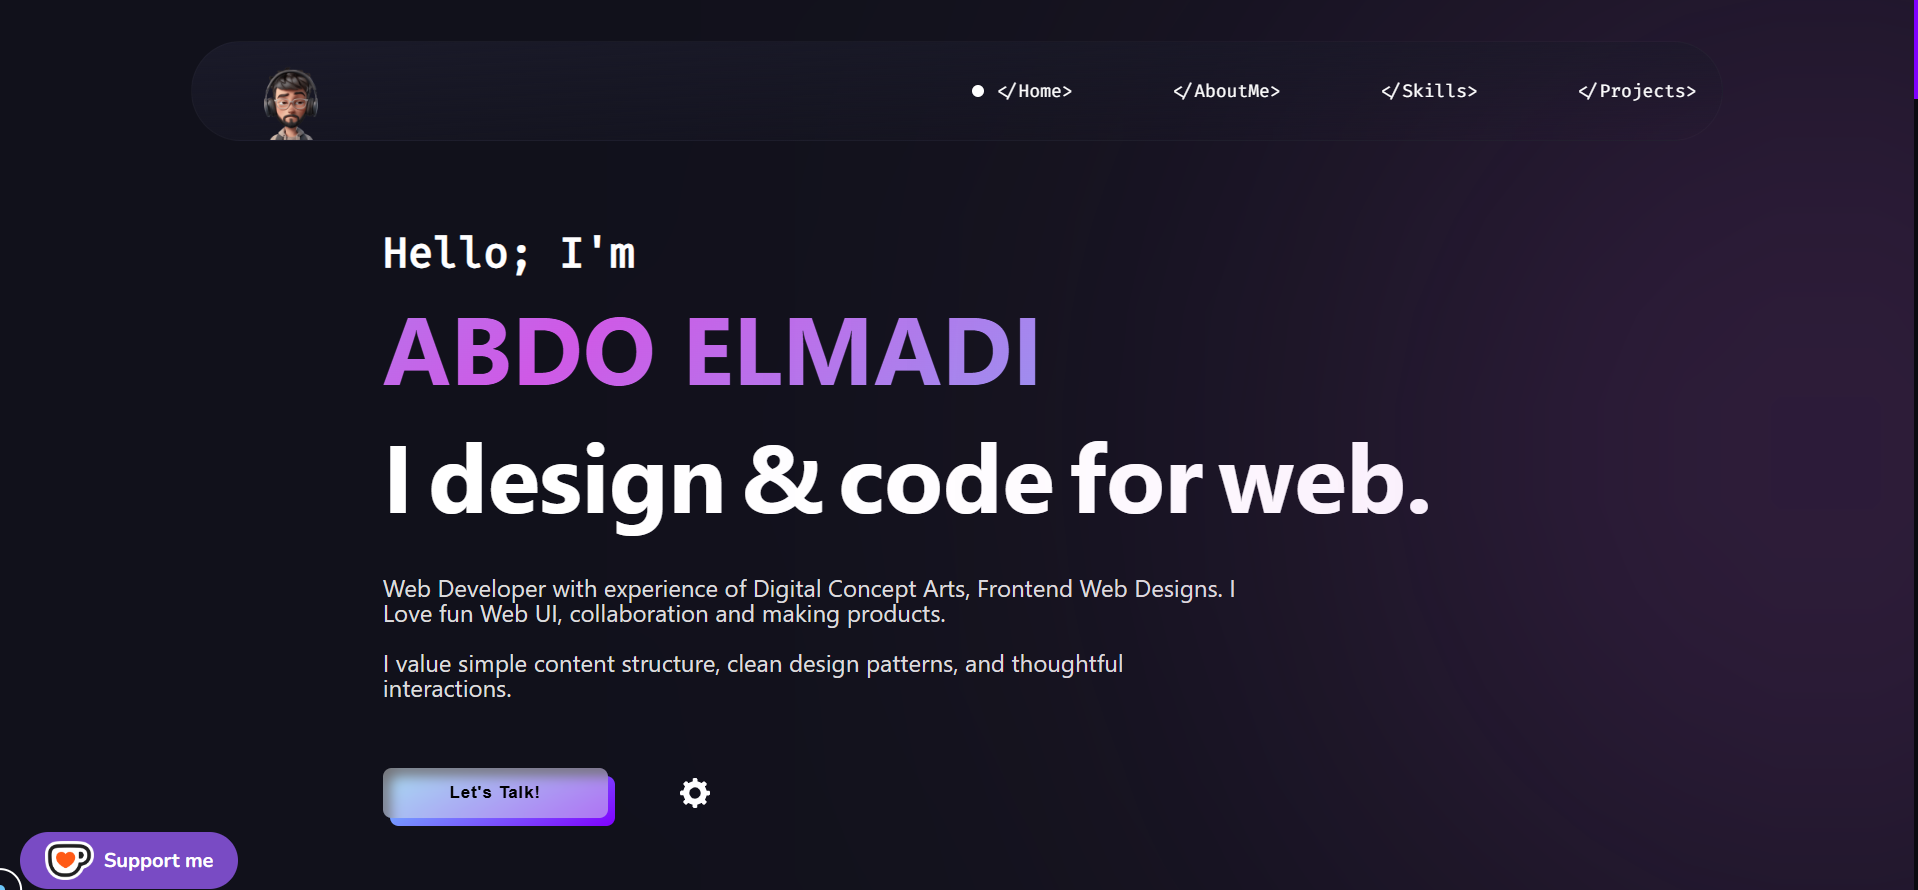 </Home> </AboutMe> </Skills> </Projects>
Hello; I'm
ABDO ELMADI
I design & code for web.
Web Developer with experience of Digital Concept Arts, Frontend Web Designs. I
Love fun Web UI, collaboration and making products.
I value simple content structure, clean design patterns, and thoughtful
interactions.
Let's Talk!
Support me